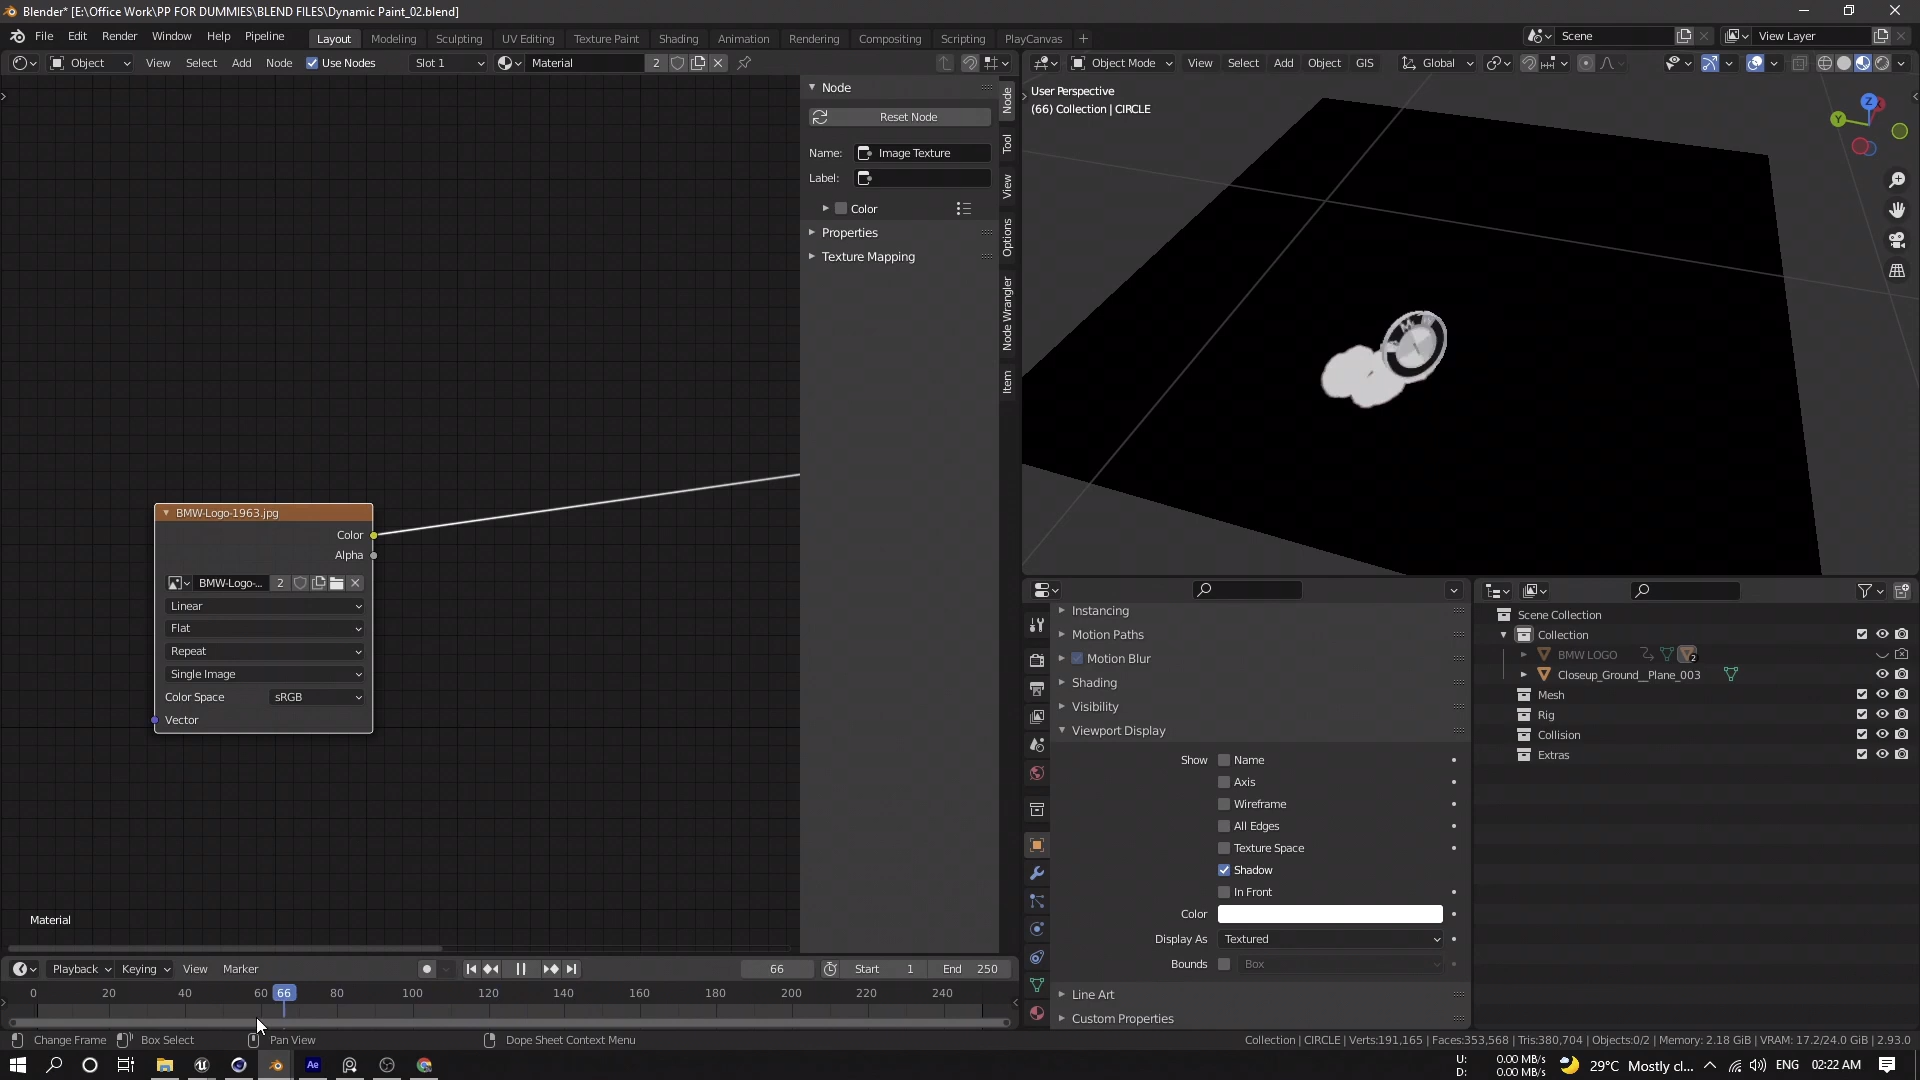 Blender* [E:\Office Work\PP FOR DUMMIES\BLEND FILES\Dynamic Paint_02.blend]
File Edit Render Window Help Pipeline Layout Modeling Sculpting UV Editing Texture Paint Shading Animation Rendering Compositing Scripting PlayCanvas + Scene View Layer
Object View Select Add Node Use Nodes Slot 1 Material 2
Object Mode View Select Add Object GIS Global
Node
Reset Node
Name: Image Texture
Label:
Color
Properties
Texture Mapping
Node
Tool
View
Options
Node Wrangler
Item
User Perspective
(66) Collection | CIRCLE
Z
Y
X
BMW-Logo-1963.jpg
Color
Alpha
BMW-Logo-... 2
Linear
Flat
Repeat
Single Image
Color Space sRGB
Vector
Material
Instancing
Motion Paths
Motion Blur
Shading
Visibility
Viewport Display
Show Name
Axis
Wireframe
All Edges
Texture Space
Shadow
In Front
Color
Display As Textured
Bounds Box
Line Art
Custom Properties
Scene Collection
Collection
BMW LOGO 2
Closeup_Ground__Plane_003
Mesh
Rig
Collision
Extras
Playback Keying View Marker 66 Start 1 End 250
0 20 40 60 66 80 100 120 140 160 180 200 220 240
Change Frame Box Select Pan View Dope Sheet Context Menu Collection | CIRCLE | Verts:191,165 | Faces:353,568 | Tris:380,704 | Objects:0/2 | Memory: 2.18 GiB | VRAM: 17.2/24.0 GiB | 2.93.0
Ae U: 0.00 MB/s
D: 0.00 MB/s
29°C Mostly cl... ENG 02:22 AM